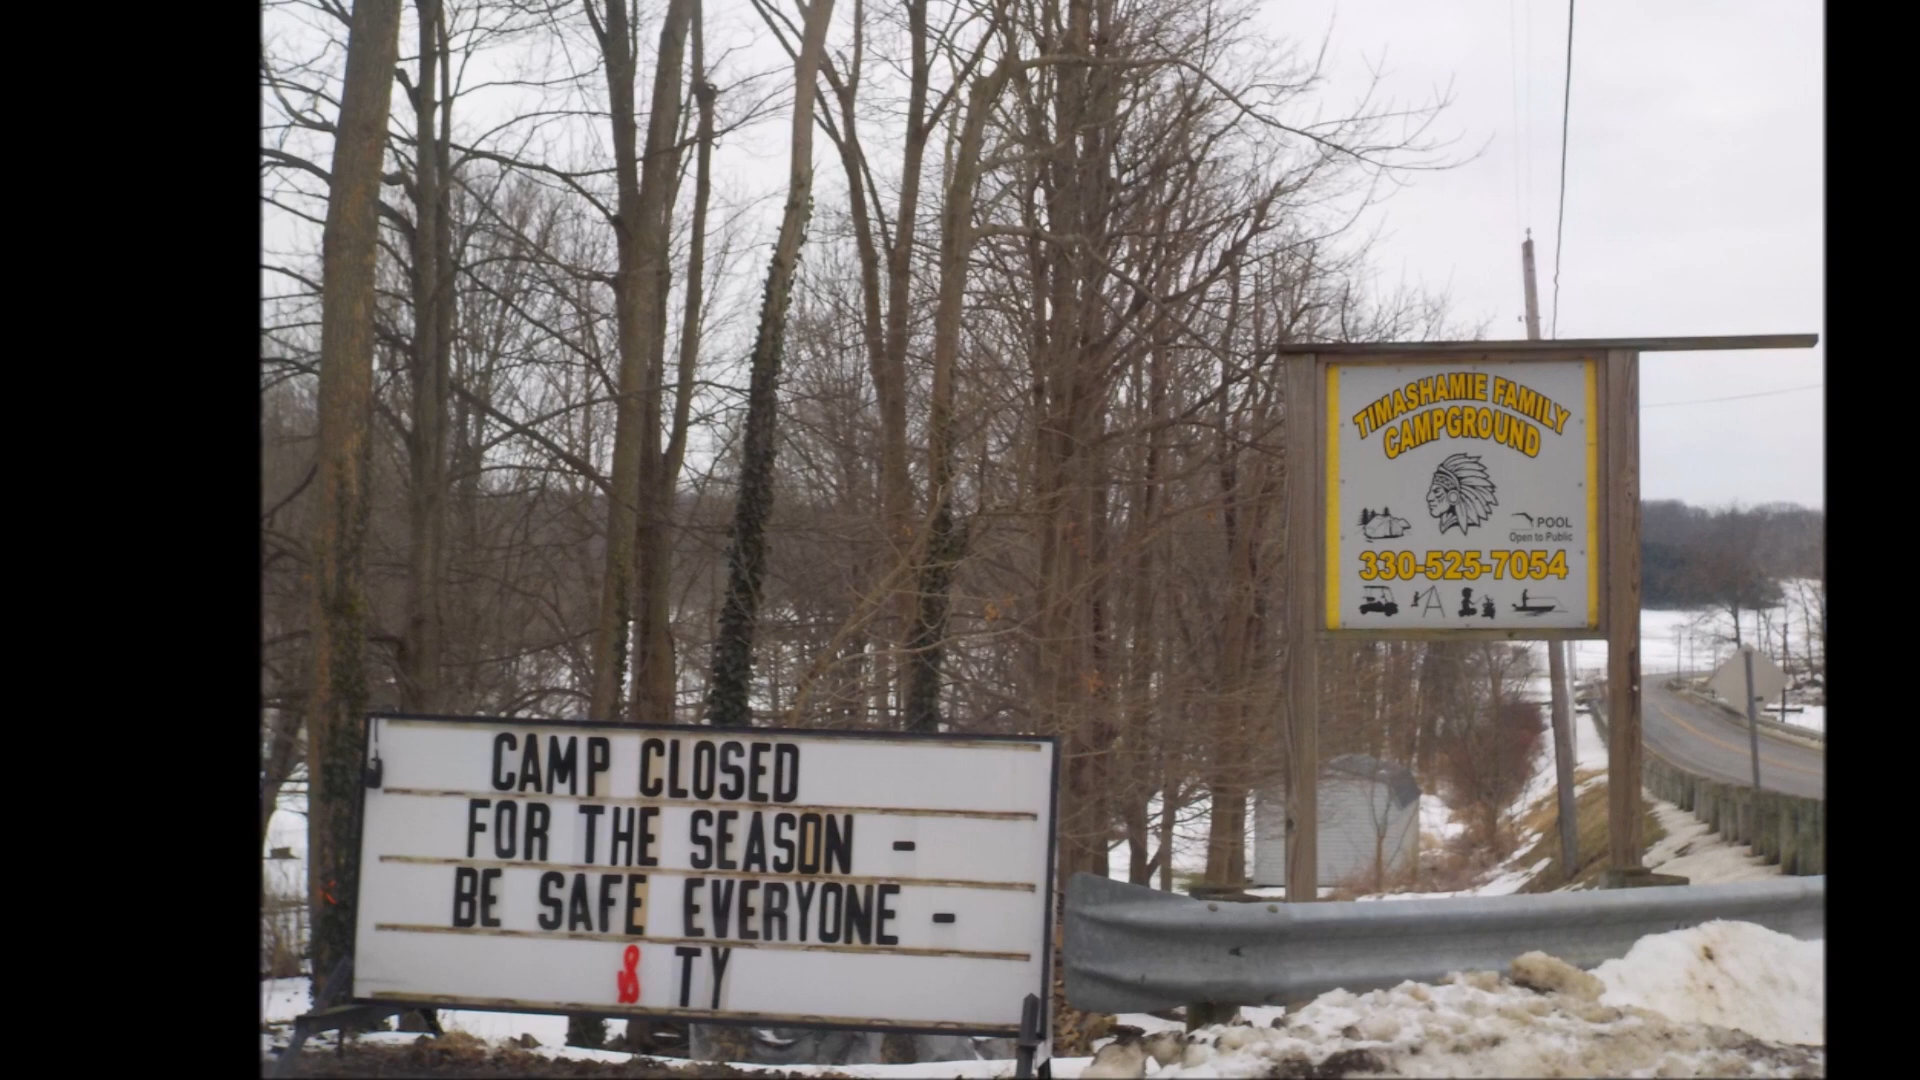 CAMP CLOSED
FOR THE SEASON -
BE SAFE EVERYONE -
& TY
TIMASHAMIE FAMILY
CAMPGROUND
POOL
Open to Public
330-525-7054